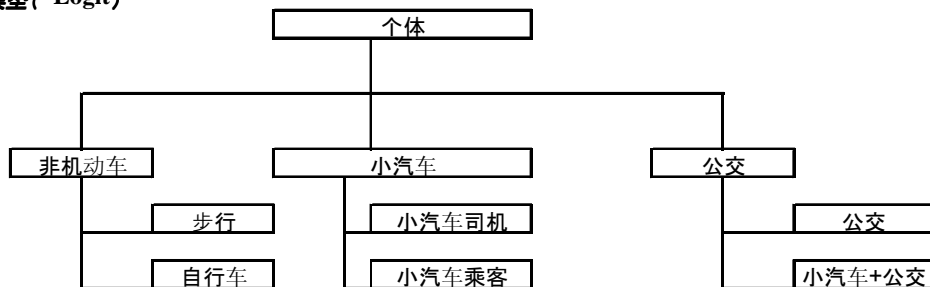 Logit)
个体
非机动车 小汽车 公交
步行 小汽车司机 公交
自行车 小汽车乘客 小汽车+公交